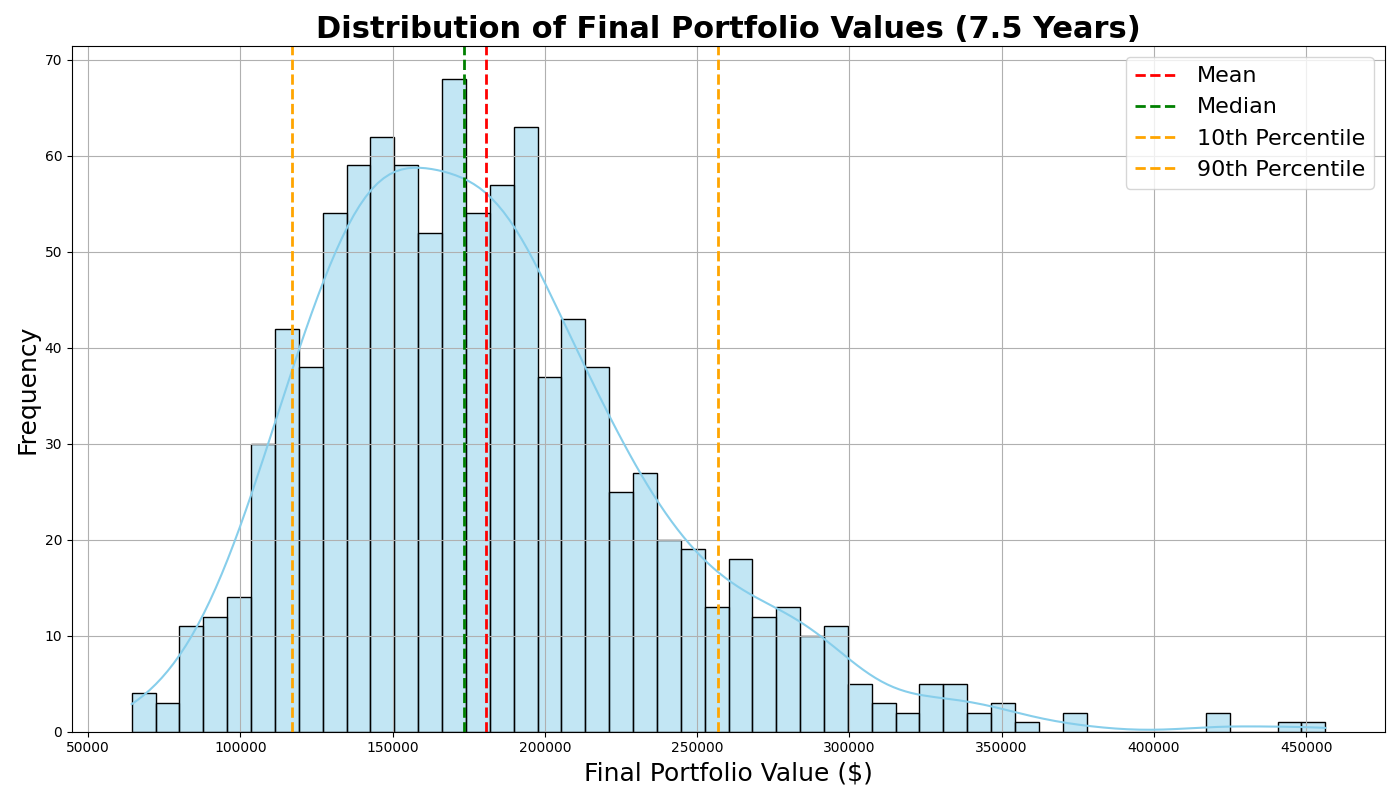 Distribution of Final Portfolio Values (7.5 Years)
Mean
Median
10th Percentile
90th Percentile
Frequency
70
60
50
40
30
20
10
0
50000 100000 150000 200000 250000 300000 350000 400000 450000
Final Portfolio Value ($)